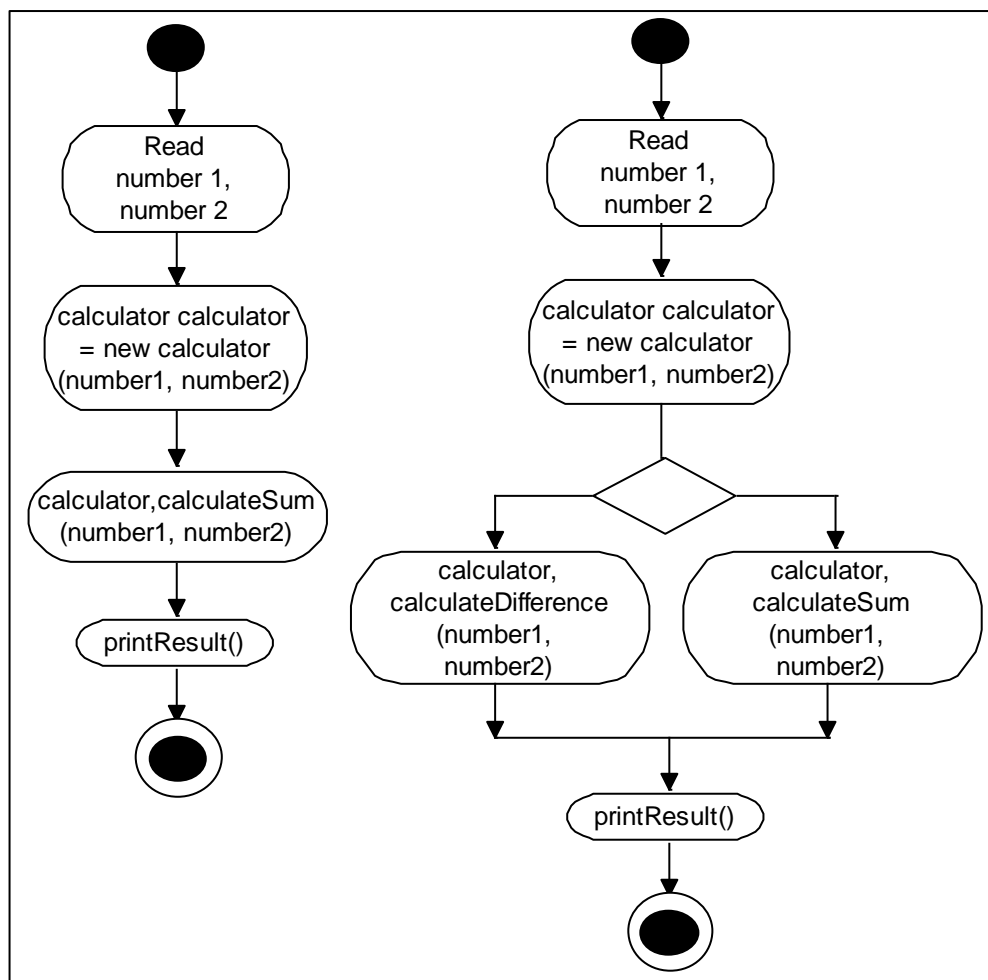 Read
number 1,
number 2
calculator calculator
= new calculator
(number1, number2)
calculator,calculateSum
(number1, number2)
printResult()
Read
number 1,
number 2
calculator calculator
= new calculator
(number1, number2)
calculator,
calculateDifference
(number1,
number2)
calculator,
calculateSum
(number1,
number2)
printResult()